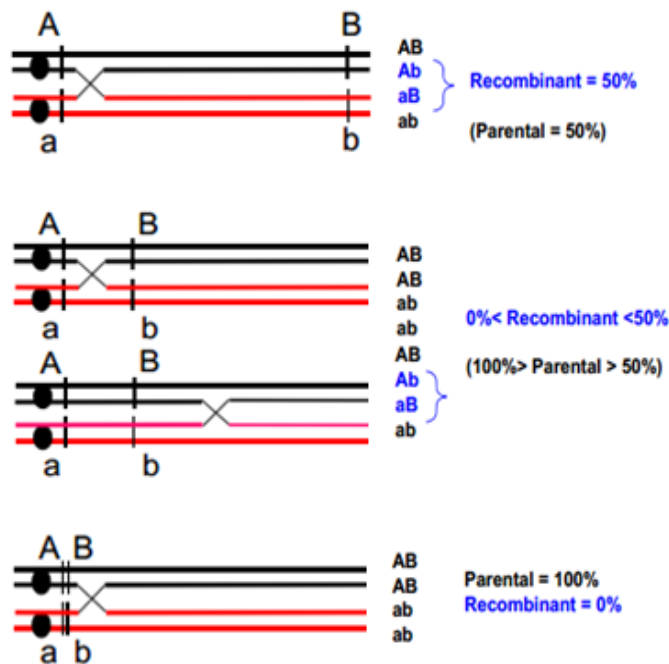 A B
AB
Ab
aB
ab
Recombinant = 50%
(Parental = 50%)
a b
A B
AB
AB
ab
ab
a b
0%< Recombinant <50%
(100%> Parental > 50%)
A B
AB
Ab
aB
ab
a b
A B
AB
AB
ab
ab
Parental = 100%
Recombinant = 0%
a b